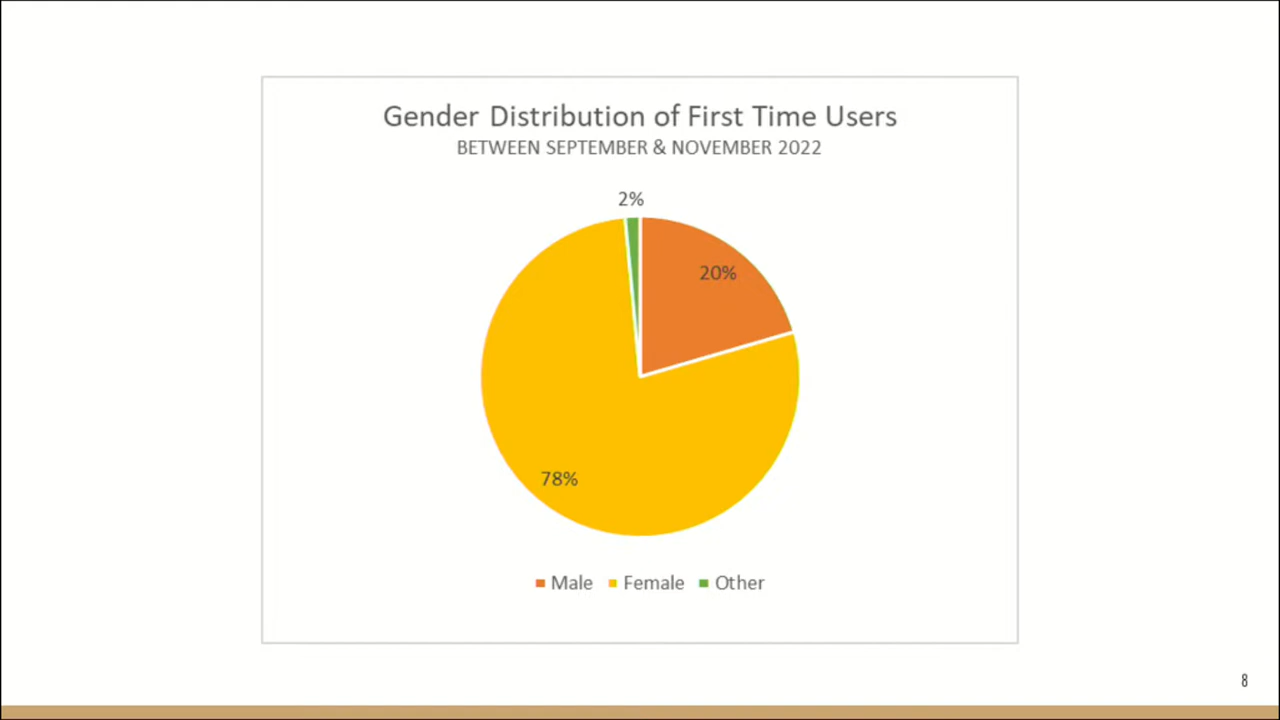 Gender Distribution of First Time Users
BETWEEN SEPTEMBER & NOVEMBER 2022
2%
20%
78%
Male Female Other
8